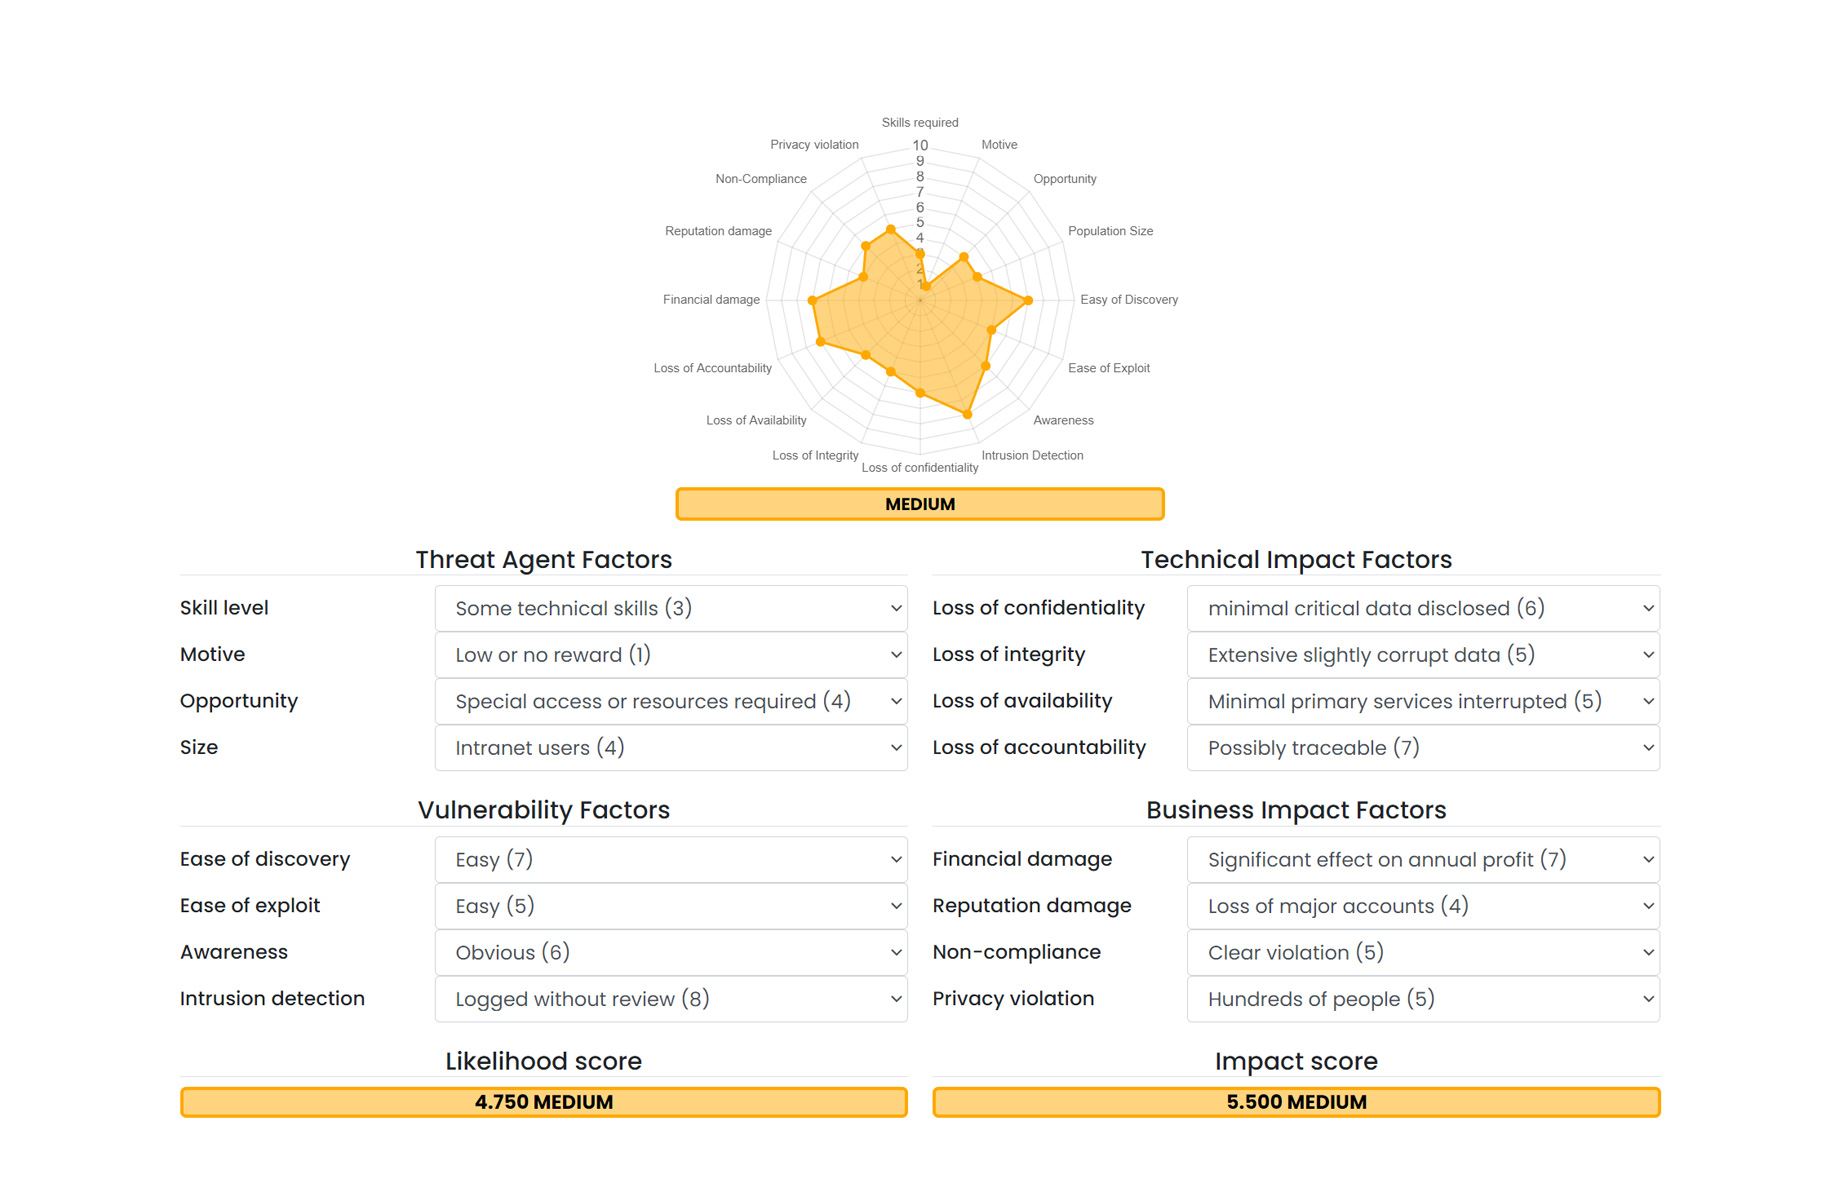 Skills required
Privacy violation
Motive
Non-Compliance
Opportunity
Reputation damage
Population Size
Financial damage
Easy of Discovery
Loss of Accountability
Ease of Exploit
Loss of Availability
Awareness
Loss of Integrity
Intrusion Detection
Loss of confidentiality
10
9
8
7
6
5
4
3
2
1
MEDIUM
Threat Agent Factors
Skill level Some technical skills (3)
Motive Low or no reward (1)
Opportunity Special access or resources required (4)
Size Intranet users (4)
Technical Impact Factors
Loss of confidentiality minimal critical data disclosed (6)
Loss of integrity Extensive slightly corrupt data (5)
Loss of availability Minimal primary services interrupted (5)
Loss of accountability Possibly traceable (7)
Vulnerability Factors
Ease of discovery Easy (7)
Ease of exploit Easy (5)
Awareness Obvious (6)
Intrusion detection Logged without review (8)
Business Impact Factors
Financial damage Significant effect on annual profit (7)
Reputation damage Loss of major accounts (4)
Non-compliance Clear violation (5)
Privacy violation Hundreds of people (5)
Likelihood score
4.750 MEDIUM
Impact score
5.500 MEDIUM